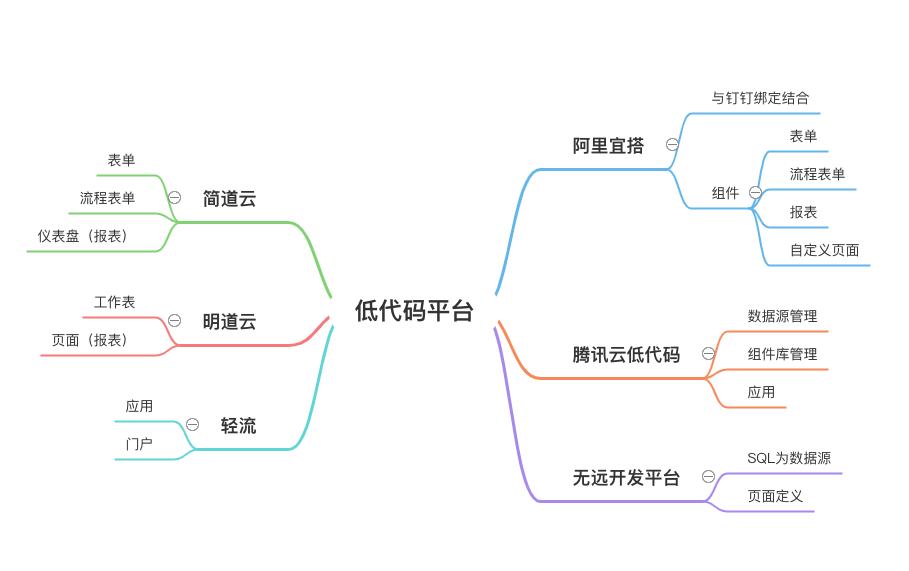 低代码平台
阿里宜搭
与钉钉绑定结合
组件
表单
流程表单
报表
自定义页面
腾讯云低代码
数据源管理
组件库管理
应用
无远开发平台
SQL为数据源
页面定义
简道云
表单
流程表单
仪表盘（报表）
明道云
工作表
页面（报表）
轻流
应用
门户